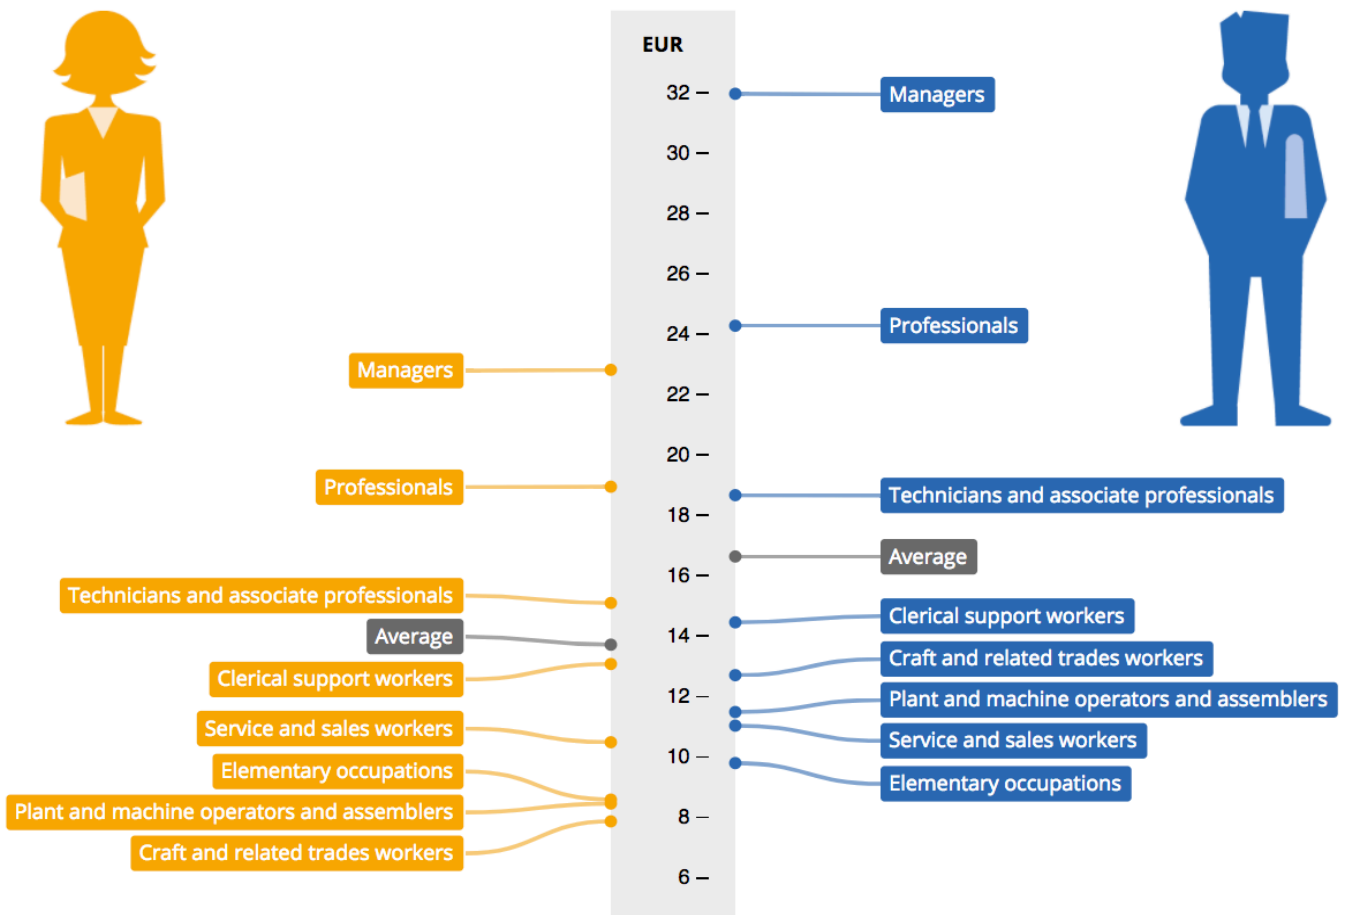 EUR
32
30
28
26
24
22
20
18
16
14
12
10
8
6
Managers
Professionals
Technicians and associate professionals
Average
Clerical support workers
Service and sales workers
Elementary occupations
Plant and machine operators and assemblers
Craft and related trades workers
Managers
Professionals
Technicians and associate professionals
Average
Clerical support workers
Craft and related trades workers
Plant and machine operators and assemblers
Service and sales workers
Elementary occupations